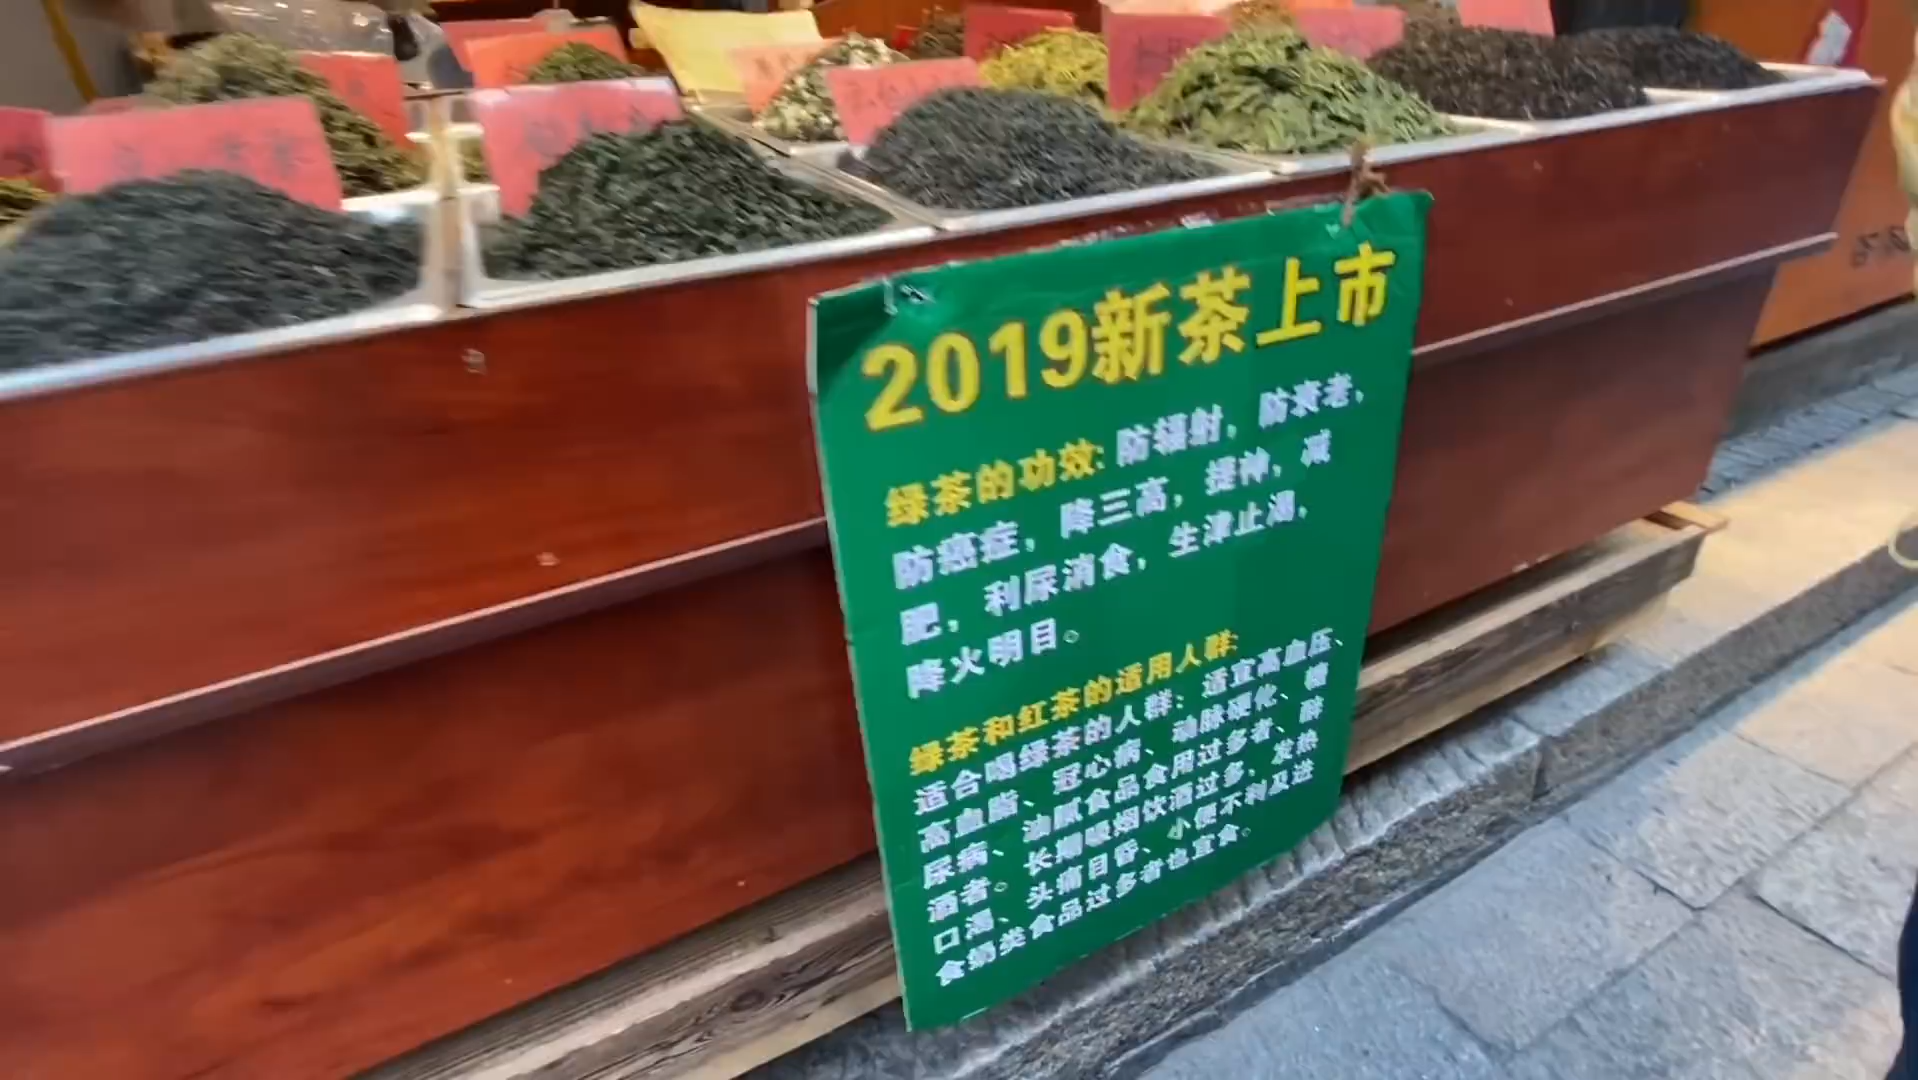 2019新茶上市
绿茶的功效: 防辐射，防衰老，
防癌症，降三高，提神，减
肥，利尿消食，生津止渴，
降火明目。
绿茶和红茶的适用人群:
适合喝绿茶的人群：适宜高血压、
高血脂、冠心病、动脉硬化、糖
尿病、油腻食品食用过多者、醉
酒者。长期吸烟饮酒过多、发热
口渴、头痛目昏、小便不利及进
食奶类食品过多者也宜食。